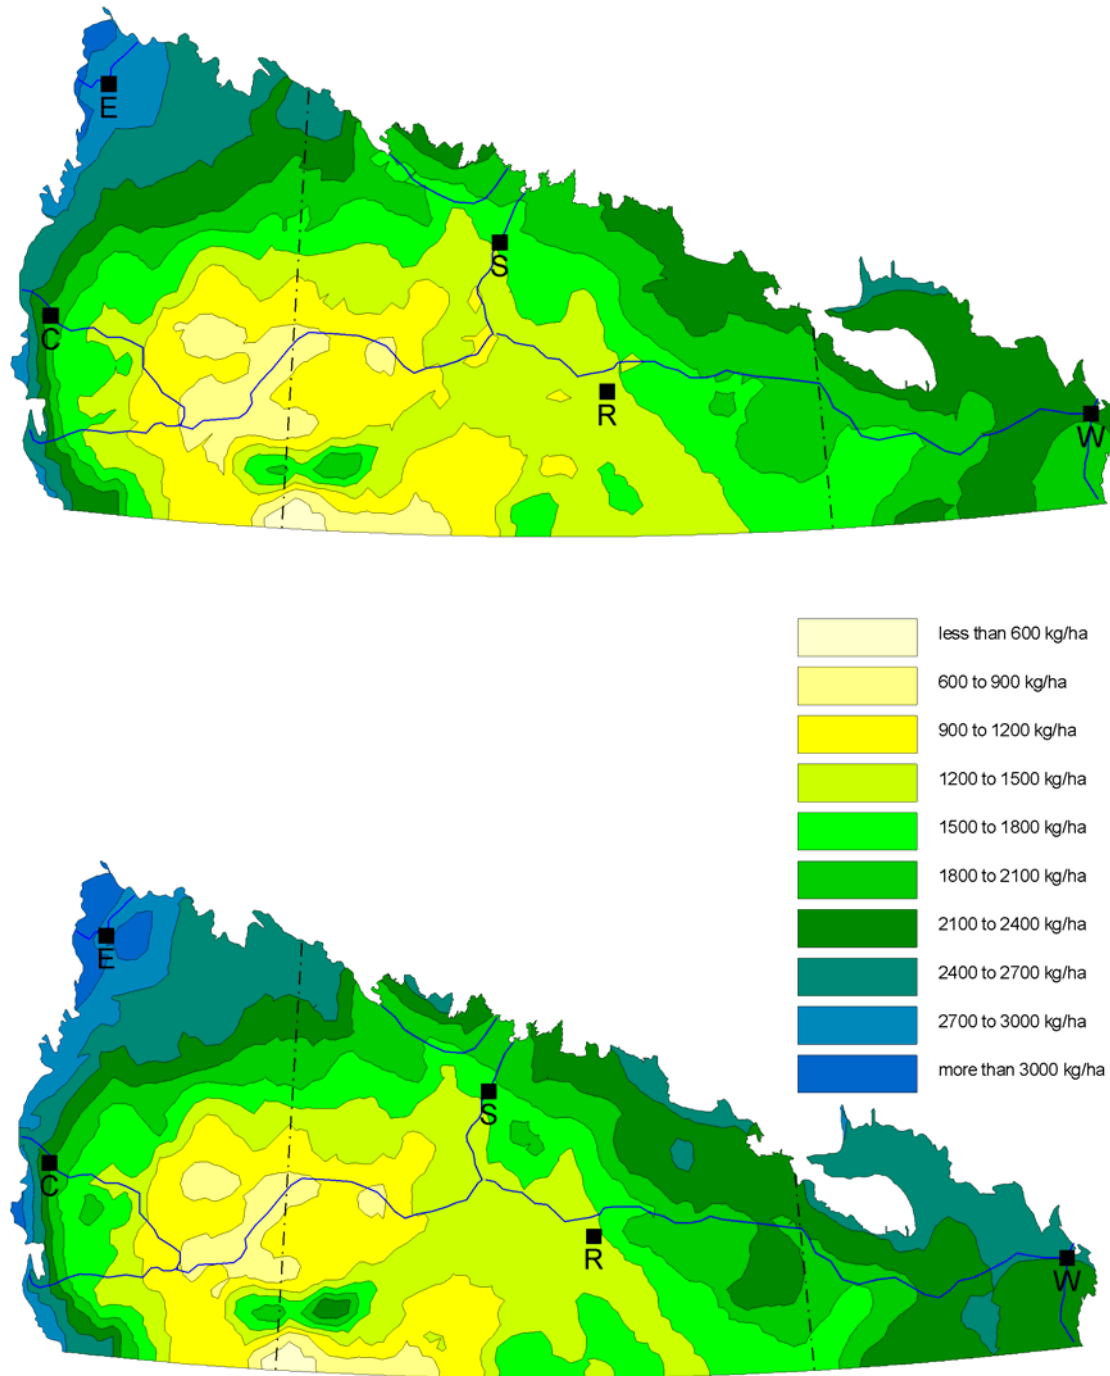 E
S
C
R
W
less than 600 kg/ha
600 to 900 kg/ha
900 to 1200 kg/ha
1200 to 1500 kg/ha
1500 to 1800 kg/ha
1800 to 2100 kg/ha
2100 to 2400 kg/ha
2400 to 2700 kg/ha
2700 to 3000 kg/ha
more than 3000 kg/ha
E
S
C
R
W